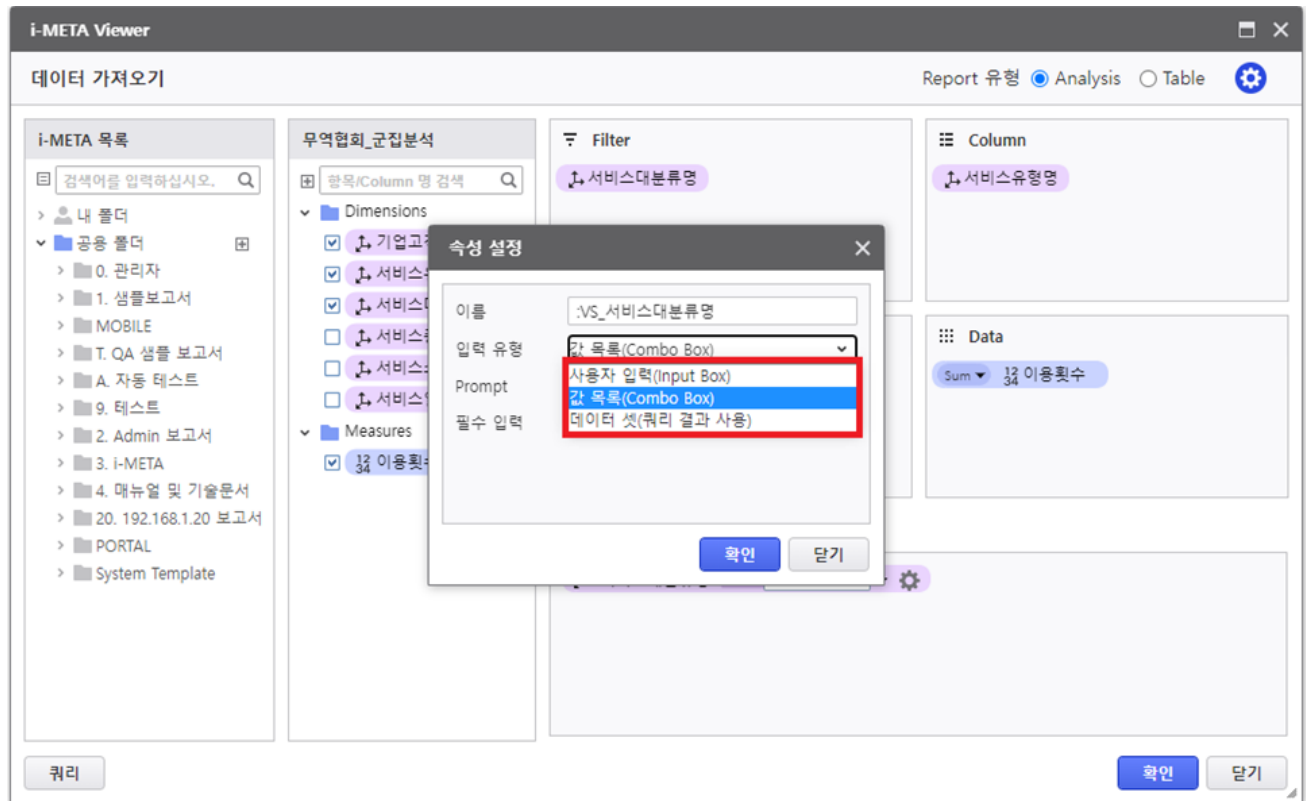 i-META Viewer
데이터 가져오기
Report 유형 Analysis Table
i-META 목록
검색어를 입력하십시오.
내 폴더
공용 폴더
0. 관리자
1. 샘플보고서
MOBILE
T. QA 샘플 보고서
A. 자동 테스트
9. 테스트
2. Admin 보고서
3. i-META
4. 매뉴얼 및 기술문서
20. 192.168.1.20 보고서
PORTAL
System Template
무역협회_군집분석
항목/Column 명 검색
Dimensions
기업고
서비스
서비스
서비스
서비스
서비스
Measures
12
34 이용횟수
Filter
서비스대분류명
Column
서비스유형명
Data
Sum 12
34 이용횟수
속성 설정
이름 :VS_서비스대분류명
입력 유형 값 목록(Combo Box)
사용자 입력(Input Box)
값 목록(Combo Box)
데이터 셋(쿼리 결과 사용)
Prompt
필수 입력
확인 닫기
쿼리 확인 닫기